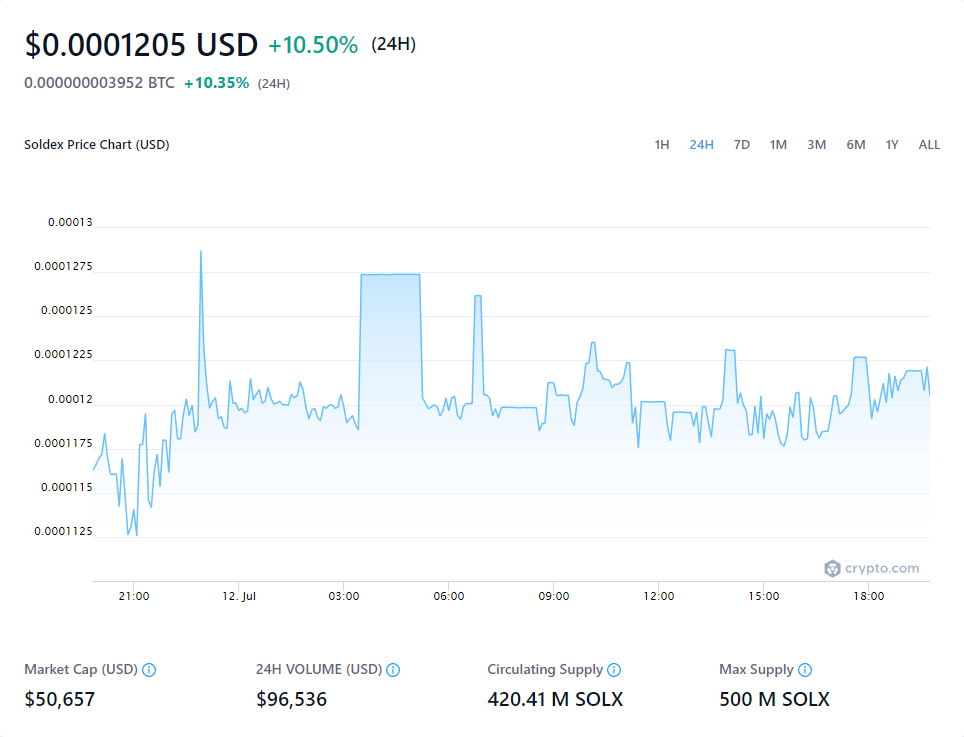 $0.0001205 USD +10.50% (24H)
0.000000003952 BTC +10.35% (24H)
Soldex Price Chart (USD)
1H 24H 7D 1M 3M 6M 1Y ALL
0.00013
0.0001275
0.000125
0.0001225
0.00012
0.0001175
0.000115
0.0001125
crypto.com
21:00 12. Jul 03:00 06:00 09:00 12:00 15:00 18:00
Market Cap (USD) 24H VOLUME (USD) Circulating Supply Max Supply
$50,657 $96,536 420.41 M SOLX 500 M SOLX